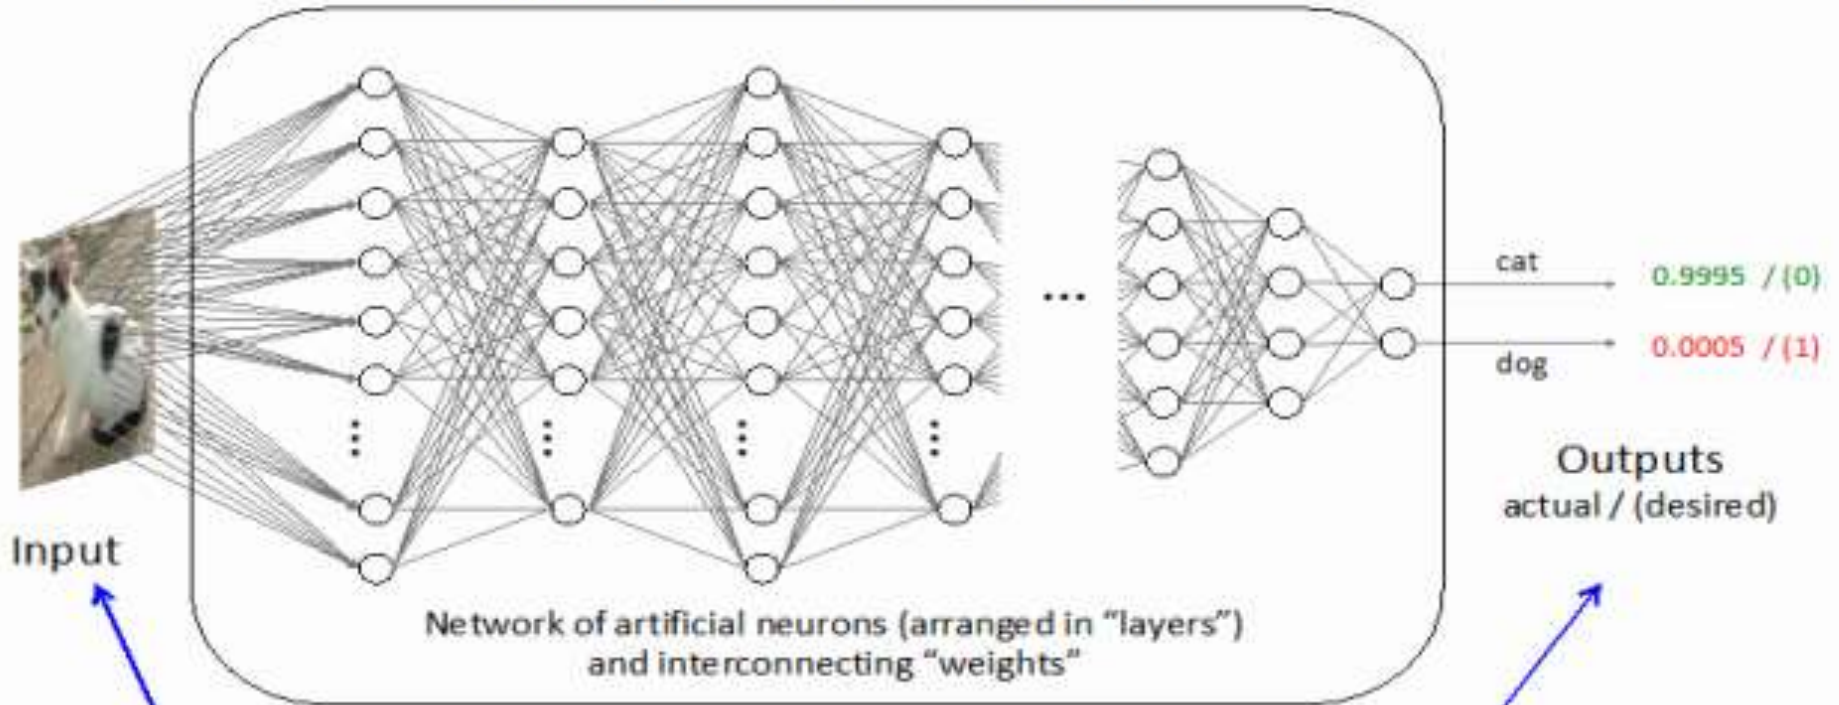 cat
0.9995 / (0)
0.0005 / (1)
dog
Outputs
actual / (desired)
Input
Network of artificial neurons (arranged in “layers”)
and interconnecting “weights”
...